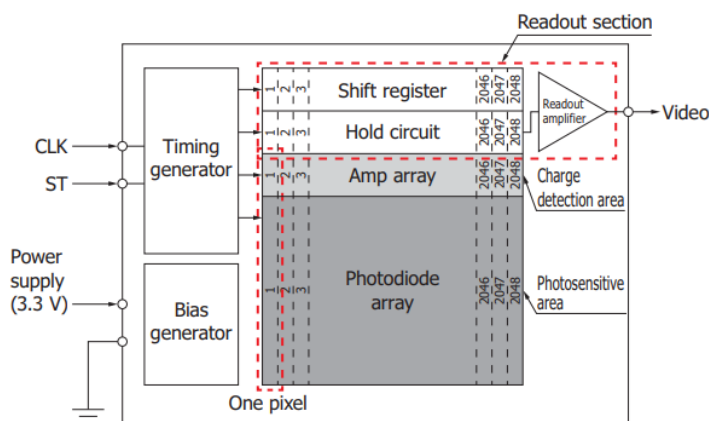 Readout section
1 2 3 Shift register 2046 2047 2048
1 2 3 Hold circuit 2046 2047 2048
Readout
amplifier
Video
CLK
ST
Timing
generator
1 2 3 Amp array 2046 2047 2048
Charge
detection area
Power
supply
(3.3 V)
Bias
generator
1 2 3 Photodiode
array 2046 2047 2048
Photosensitive
area
One pixel